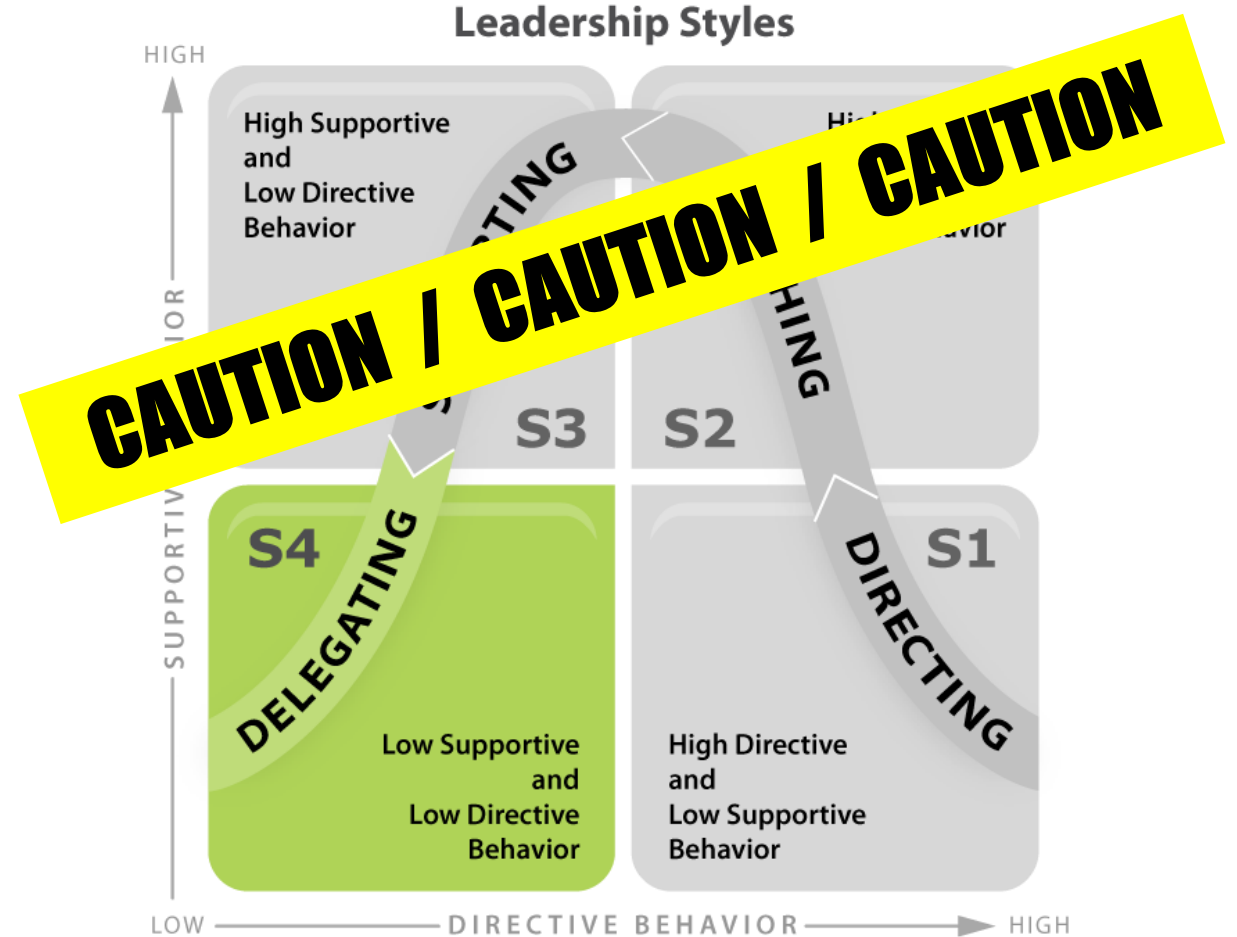 Leadership Styles
HIGH
High Supportive
and
Low Directive
Behavior
CAUTION / CAUTION / CAUTION
S3
S2
S4
S1
DELEGATING
DIRECTING
Low Supportive
and
Low Directive
Behavior
High Directive
and
Low Supportive
Behavior
LOW
DIRECTIVE BEHAVIOR
HIGH